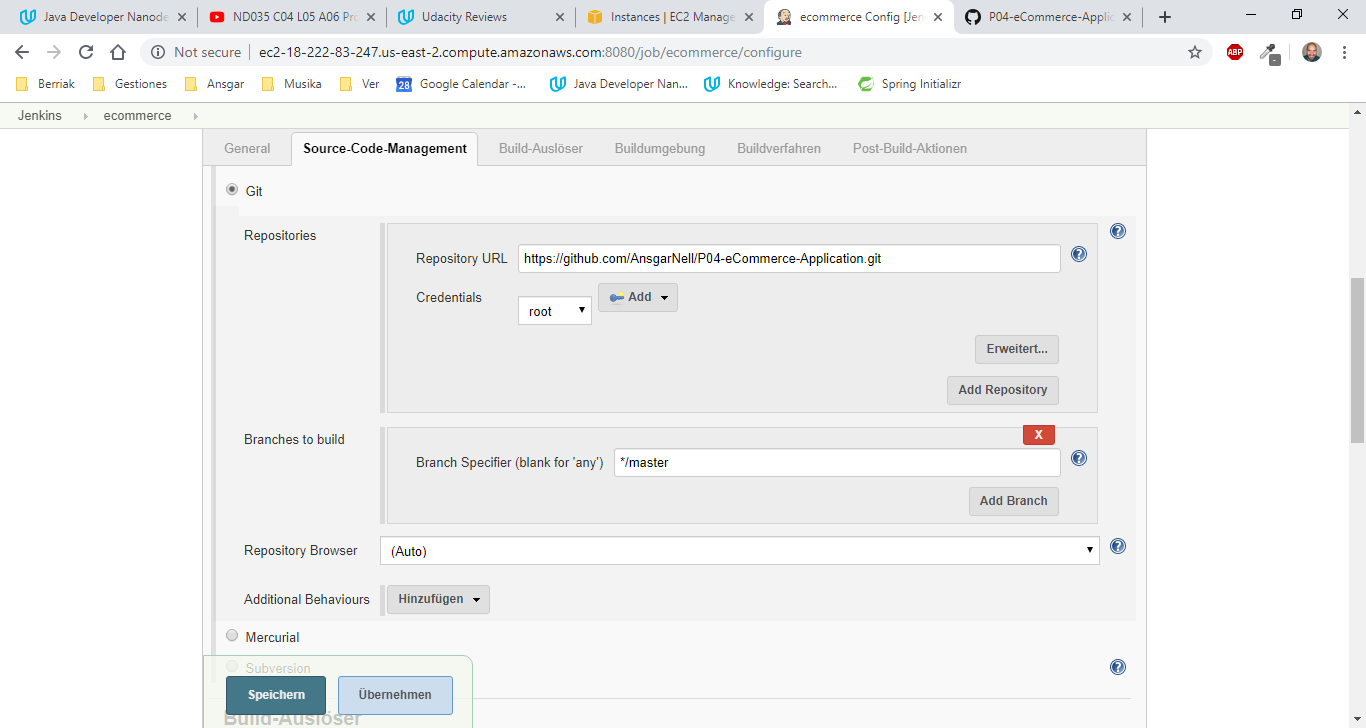 Java Developer Nanode
ND035 C04 L05 A06 Pro
Udacity Reviews
Instances | EC2 Manage
ecommerce Config [Jen
P04-eCommerce-Applic
Not secure
ec2-18-222-83-247.us-east-2.compute.amazonaws.com:8080/job/ecommerce/configure
ABP
Berriak
Gestiones
Ansgar
Musika
Ver
28
Google Calendar -...
Java Developer Nan...
Knowledge: Search...
Spring Initializr
Jenkins
ecommerce
General
Source-Code-Management
Build-Auslöser
Buildumgebung
Buildverfahren
Post-Build-Aktionen
Git
Repositories
Repository URL
https://github.com/AnsgarNell/P04-eCommerce-Application.git
Credentials
root
Add
Erweitert...
Add Repository
Branches to build
X
Branch Specifier (blank for 'any')
*/master
Add Branch
Repository Browser
(Auto)
Additional Behaviours
Hinzufügen
Mercurial
Subversion
Speichern
Übernehmen
Build-Auslöser